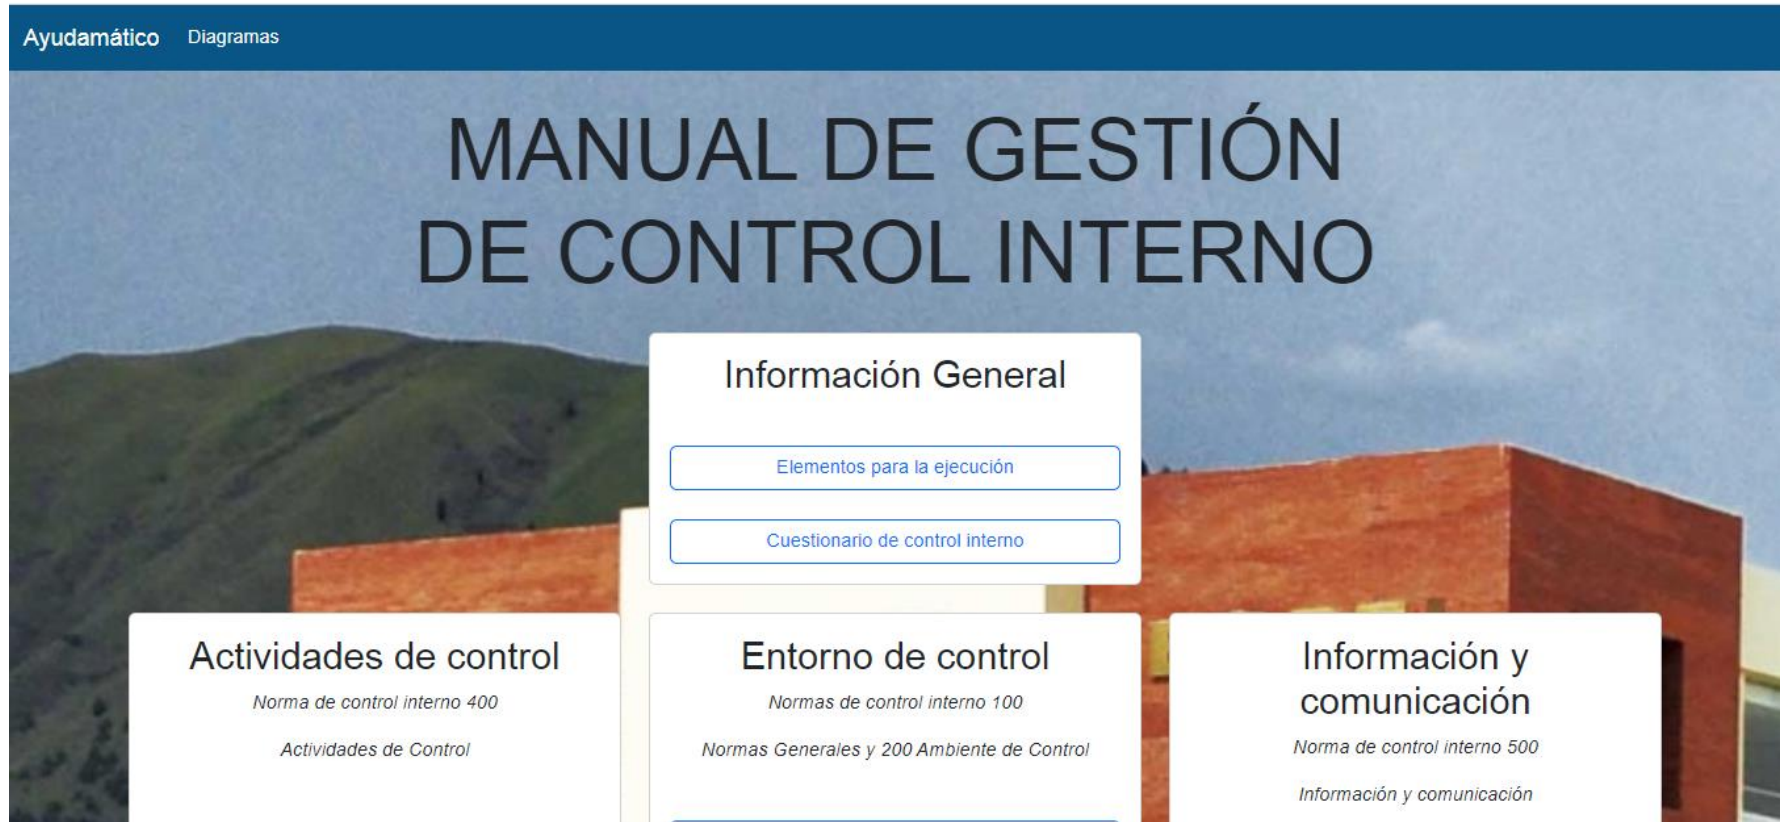 Ayudamático Diagramas
MANUAL DE GESTIÓN
DE CONTROL INTERNO
Información General
Elementos para la ejecución
Cuestionario de control interno
Actividades de control
Norma de control interno 400
Actividades de Control
Entorno de control
Normas de control interno 100
Normas Generales y 200 Ambiente de Control
Información y
comunicación
Norma de control interno 500
Información y comunicación